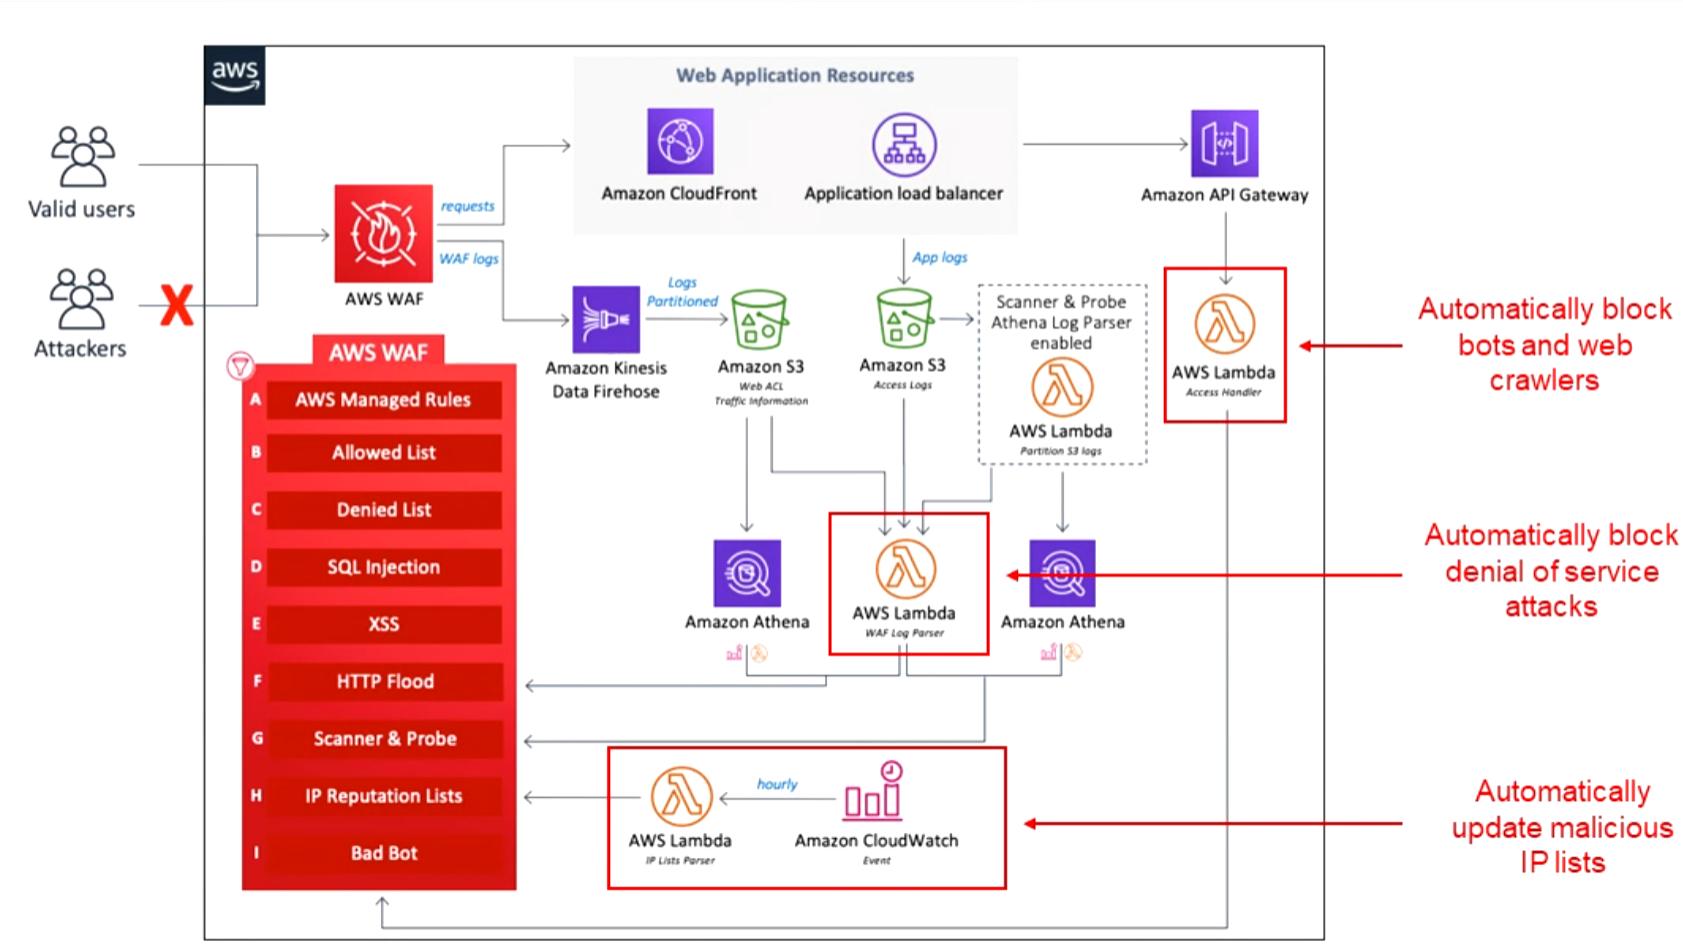 aws
Web Application Resources
Valid users
Attackers
X
AWS WAF
requests
WAF logs
Amazon CloudFront
Application load balancer
Amazon API Gateway
App logs
Logs
Partitioned
Amazon Kinesis
Data Firehose
Amazon S3
Web ACL
Traffic Information
Amazon S3
Access Logs
Scanner & Probe
Athena Log Parser
enabled
AWS Lambda
Partition S3 logs
AWS Lambda
Access Handler
Automatically block
bots and web
crawlers
AWS WAF
A AWS Managed Rules
B Allowed List
C Denied List
D SQL Injection
E XSS
F HTTP Flood
G Scanner & Probe
H IP Reputation Lists
I Bad Bot
Amazon Athena
AWS Lambda
WAF Log Parser
Amazon Athena
Automatically block
denial of service
attacks
AWS Lambda
IP Lists Parser
hourly
Amazon CloudWatch
Event
Automatically
update malicious
IP lists